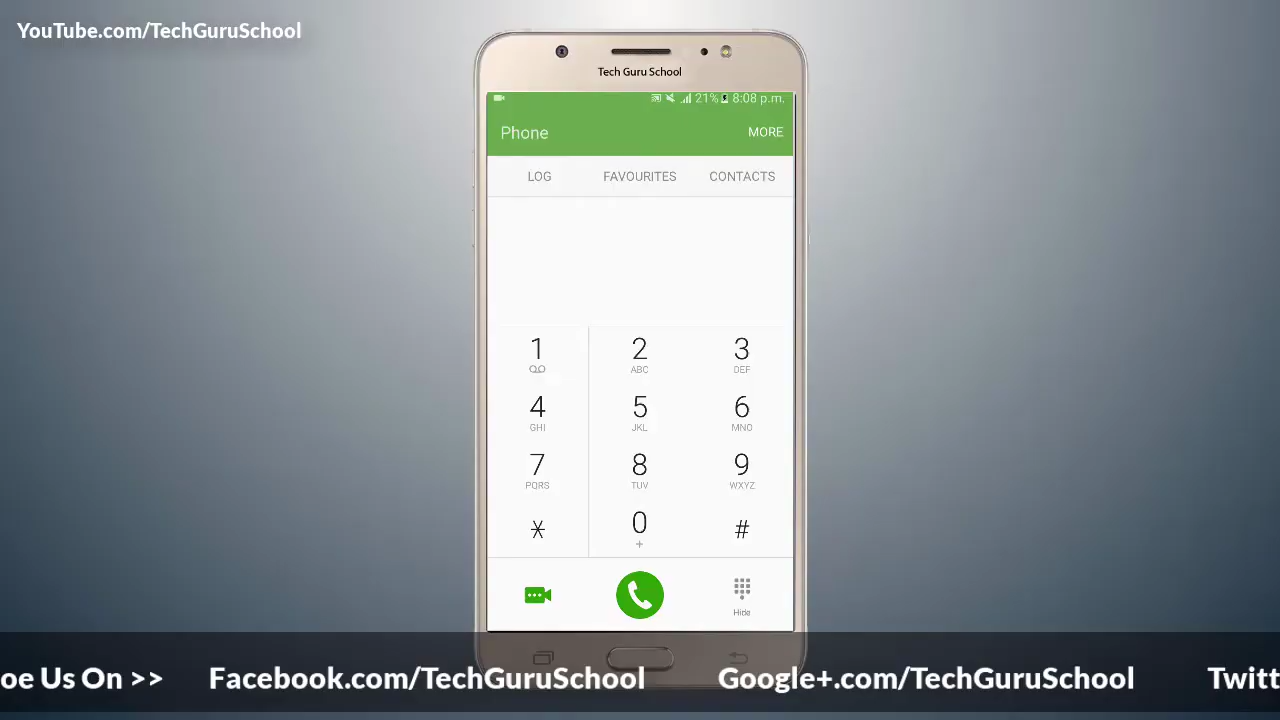 YouTube.com/TechGuruSchool
Tech Guru School
21% 8:08 p.m.
Phone MORE
LOG FAVOURITES CONTACTS
1 2 3
ABC DEF
4 5 6
GHI JKL MNO
7 8 9
PQRS TUV WXYZ
* 0 #
+
Hide
oe Us On >> Facebook.com/TechGuruSchool Google+.com/TechGuruSchool Twitt